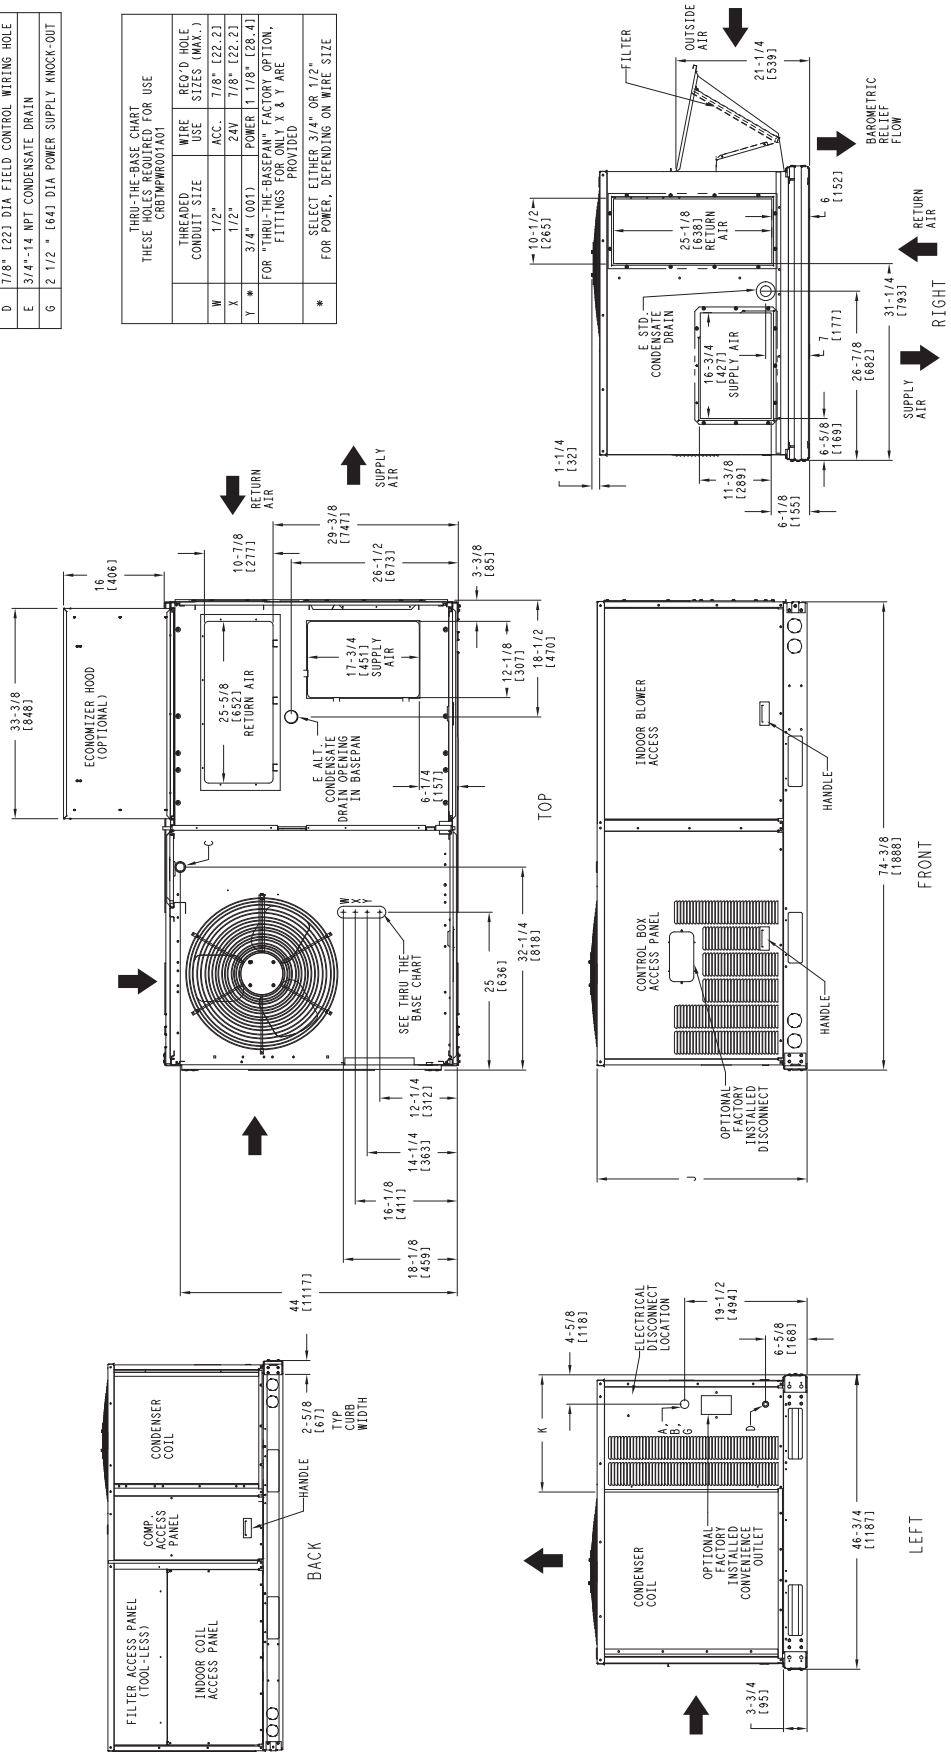 D 7/8" [22] DIA FIELD CONTROL WIRING HOLE
E 3/4"-14 NPT CONDENSATE DRAIN
G 2 1/2 " [64] DIA POWER SUPPLY KNOCK-OUT
THRU-THE-BASE CHART
THESE HOLES REQUIRED FOR USE
CRBTMPWR001A01
THREADED CONDUIT SIZE WIRE USE REQ'D HOLE SIZES (MAX.)
W 1/2" ACC. 7/8" [22.2]
X 1/2" 24V 7/8" [22.2]
Y * 3/4" (001) POWER 1 1/8" [28.4]
FOR "THRU-THE-BASEPAN" FACTORY OPTION,
FITTINGS FOR ONLY X & Y ARE
PROVIDED
* SELECT EITHER 3/4" OR 1/2"
FOR POWER, DEPENDING ON WIRE SIZE
FILTER ACCESS PANEL
(TOOL-LESS)
INDOOR COIL
ACCESS PANEL
COMP.
ACCESS
PANEL
CONDENSER
COIL
HANDLE
2-5/8
[67]
TYP
CURB
WIDTH
BACK
33-3/8
[848]
16
[406]
ECONOMIZER HOOD
(OPTIONAL)
RETURN
AIR
10-7/8
[277]
SUPPLY
AIR
29-3/8
[747]
26-1/2
[673]
3-3/8
[85]
25-5/8
[652]
RETURN AIR
17-3/4
[451]
SUPPLY
AIR
12-1/8
[307]
18-1/2
[470]
E ALT.
CONDENSATE
DRAIN OPENING
IN BASEPAN
6-1/4
[157]
C
W
X
Y
SEE THRU THE
BASE CHART
25
[636]
32-1/4
[818]
12-1/4
[312]
14-1/4
[363]
16-1/8
[411]
18-1/8
[459]
44
[1117]
TOP
CONDENSER
COIL
OPTIONAL
FACTORY
INSTALLED
CONVENIENCE
OUTLET
K
4-5/8
[118]
ELECTRICAL
DISCONNECT
LOCATION
A,
B,
G
D
19-1/2
[494]
6-5/8
[168]
3-3/4
[95]
46-3/4
[1187]
LEFT
J
OPTIONAL
FACTORY
INSTALLED
DISCONNECT
CONTROL BOX
ACCESS PANEL
HANDLE
INDOOR BLOWER
ACCESS
HANDLE
74-3/8
[1888]
FRONT
1-1/4
[32]
11-3/8
[289]
6-1/8
[155]
6-5/8
[169]
16-3/4
[427]
SUPPLY AIR
E STD.
CONDENSATE
DRAIN
7
[177]
26-7/8
[682]
31-1/4
[793]
10-1/2
[265]
25-1/8
[638]
RETURN
AIR
6
[152]
FILTER
OUTSIDE
AIR
21-1/4
[539]
BAROMETRIC
RELIEF
FLOW
SUPPLY
AIR
RETURN
AIR
RIGHT